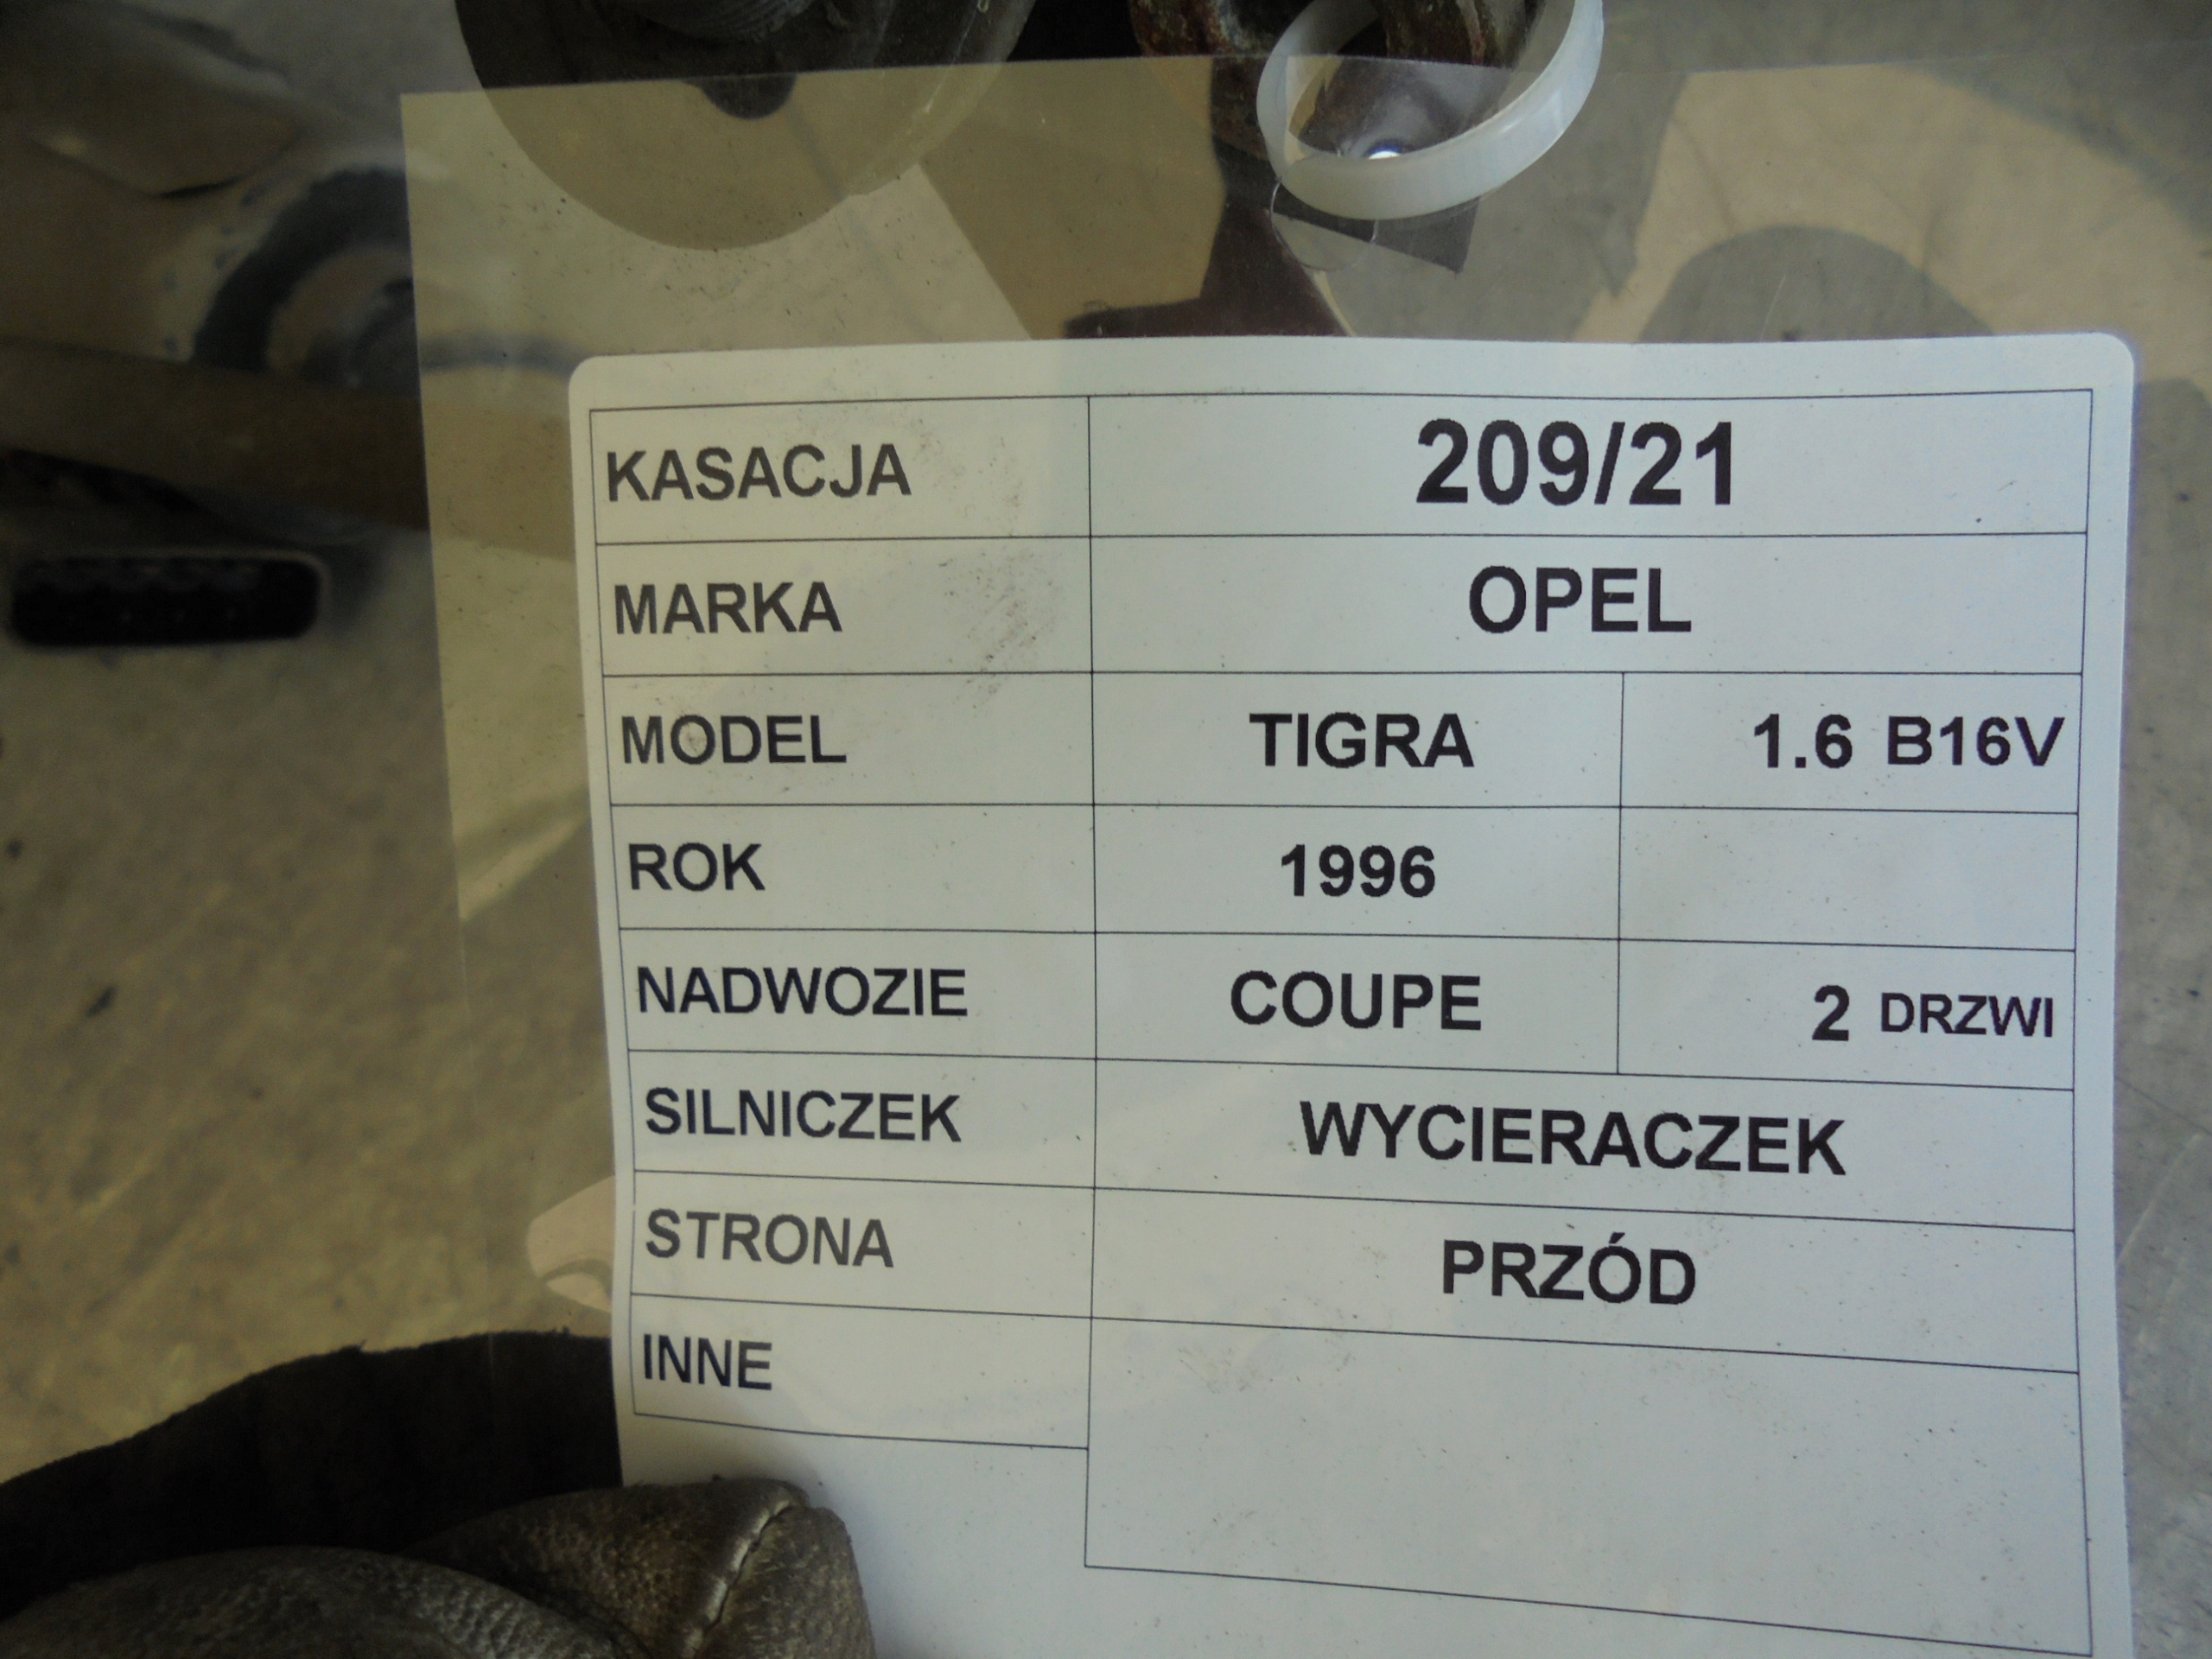 KASACJA 209/21
MARKA OPEL
MODEL TIGRA 1.6 B16V
ROK 1996
NADWOZIE COUPE 2 DRZWI
SILNICZEK WYCIERACZEK
STRONA PRZÓD
INNE